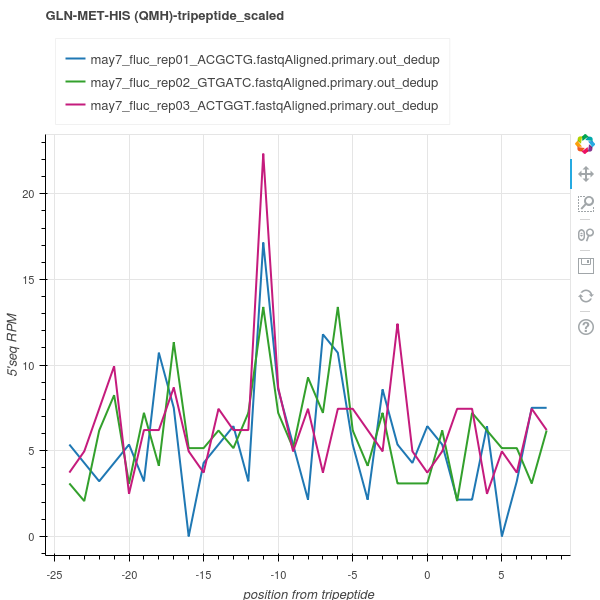 GLN-MET-HIS (QMH)-tripeptide_scaled
may7_fluc_rep01_ACGCTG.fastqAligned.primary.out_dedup
may7_fluc_rep02_GTGATC.fastqAligned.primary.out_dedup
may7_fluc_rep03_ACTGGT.fastqAligned.primary.out_dedup
20
15
10
5
0
5'seq RPM
-25 -20 -15 -10 -5 0 5
position from tripeptide